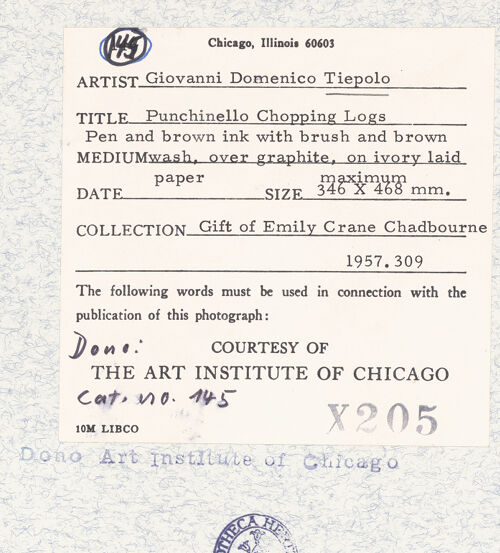 145
Chicago, Illinois 60603
ARTIST Giovanni Domenico Tiepolo
TITLE Punchinello Chopping Logs
Pen and brown ink with brush and brown
MEDIUM wash, over graphite, on ivory laid
paper maximum
DATE SIZE 346 X 468 mm.
COLLECTION Gift of Emily Crane Chadbourne
1957.309
The following words must be used in connection with the
publication of this photograph:
Dono: COURTESY OF
THE ART INSTITUTE OF CHICAGO
Cat. no. 145
X205
10M LIBCO
Dono Art Institute of Chicago